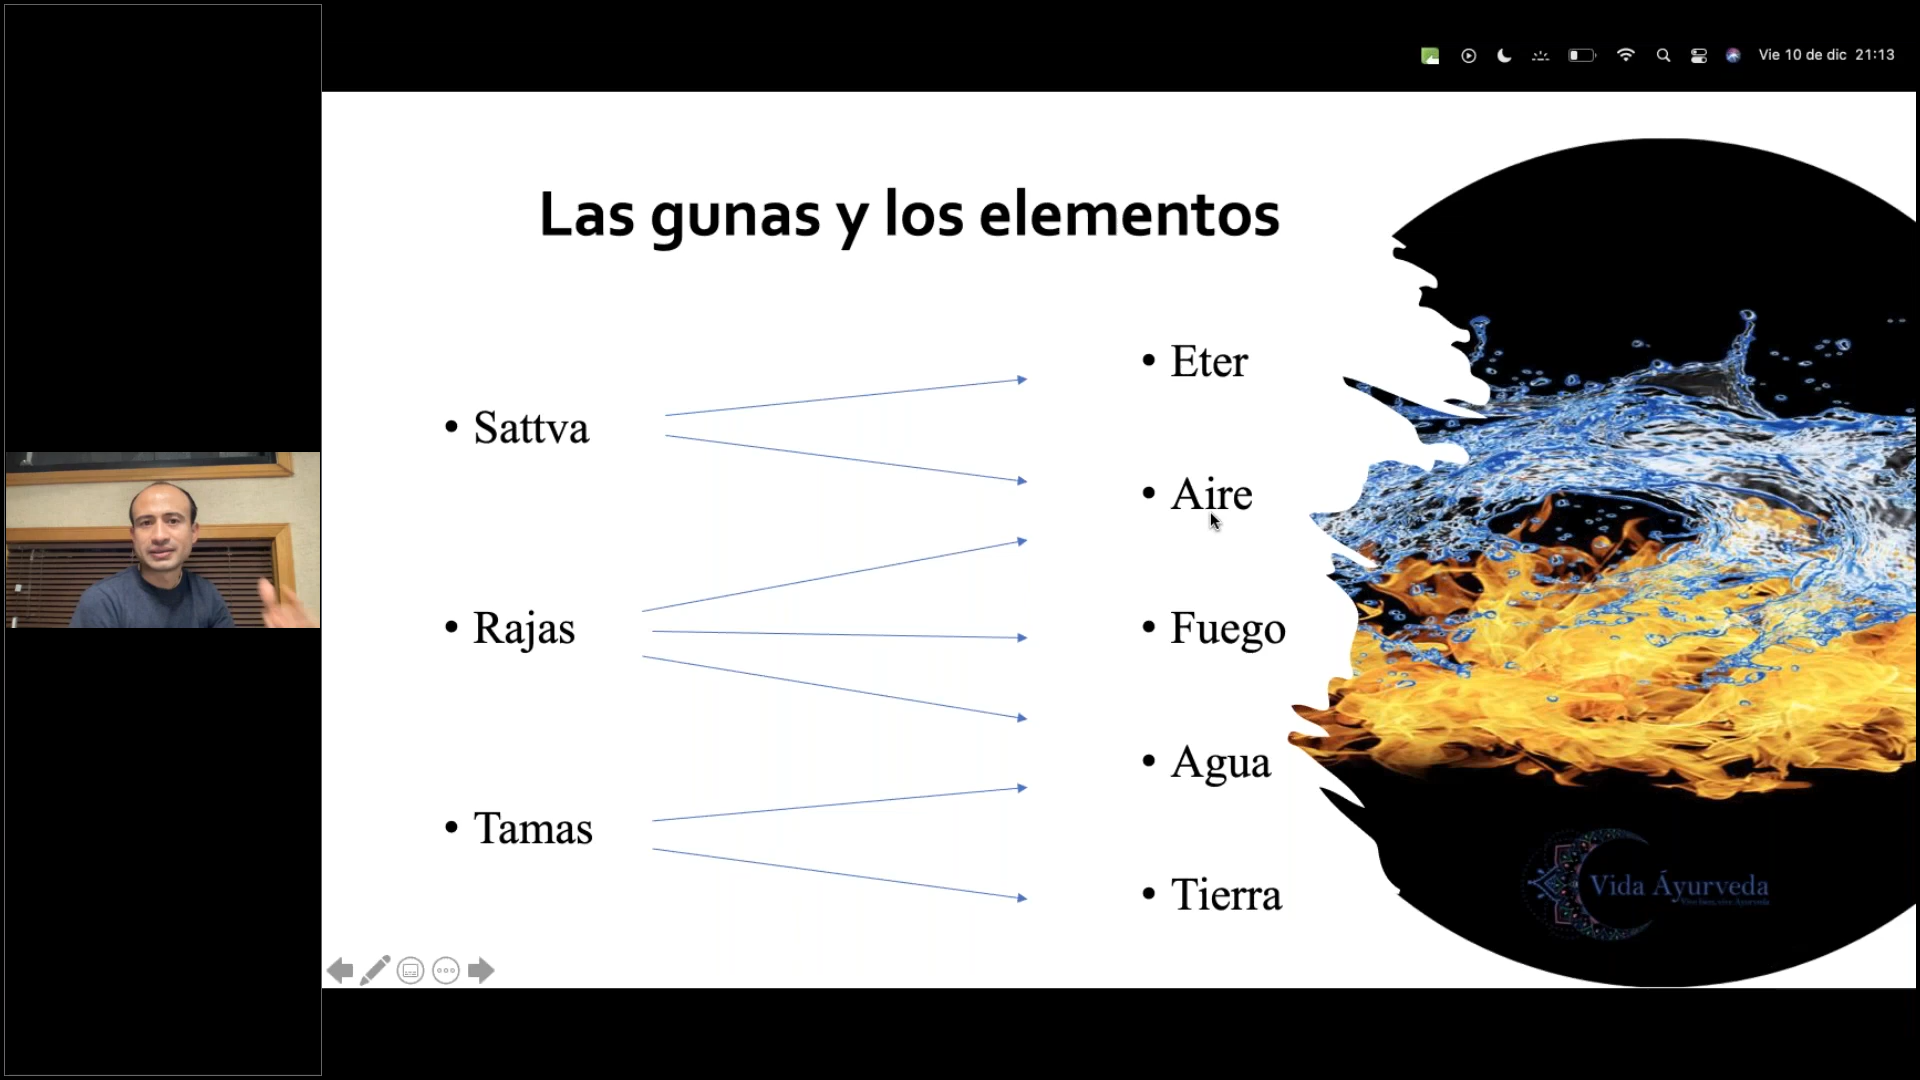 Vie 10 de dic 21:13
Las gunas y los elementos
• Sattva
• Rajas
• Tamas
• Eter
• Aire
• Fuego
• Agua
• Tierra
Vida Áyurveda